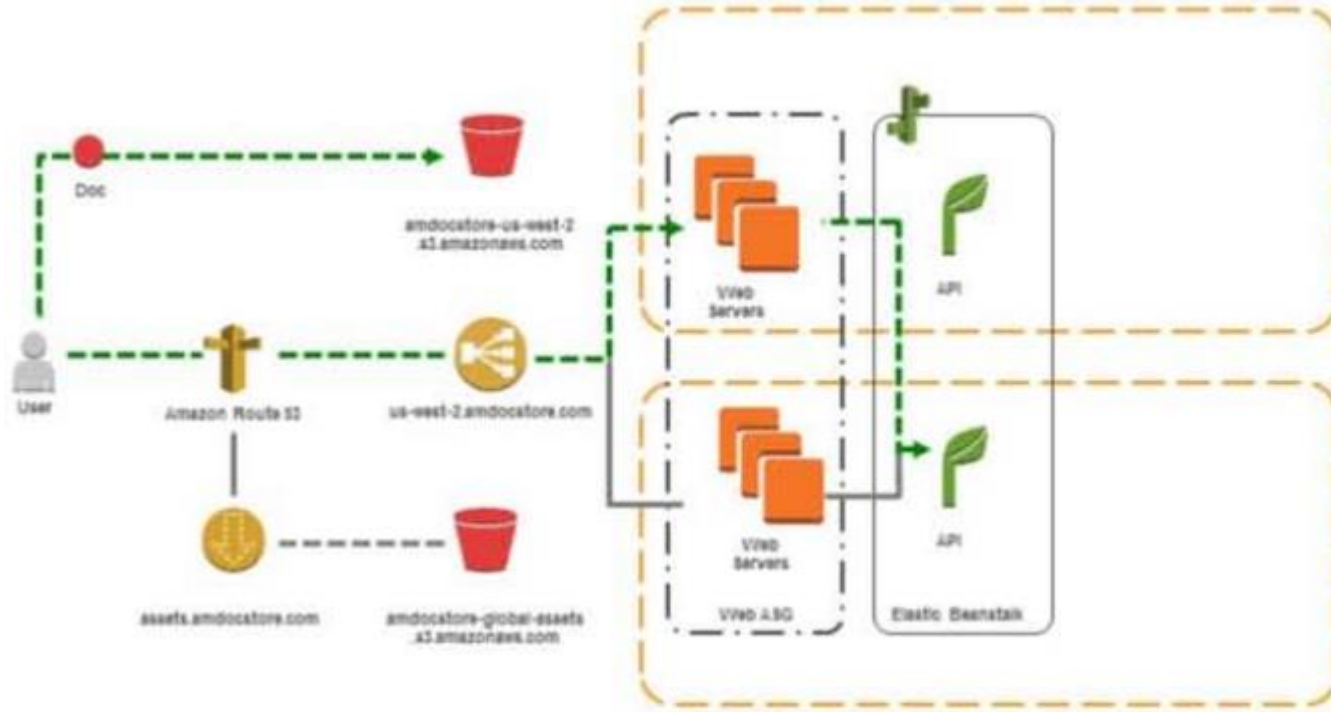 Doc
amdocstore-us-west-2
.s3.amazonaws.com
Web
Servers
API
User
Amazon Route 53
us-west-2.amdocstore.com
Web
Servers
API
assets.amdocstore.com
amdocstore-global-assets
.s3.amazonaws.com
Web ASG
Elastic Beanstalk